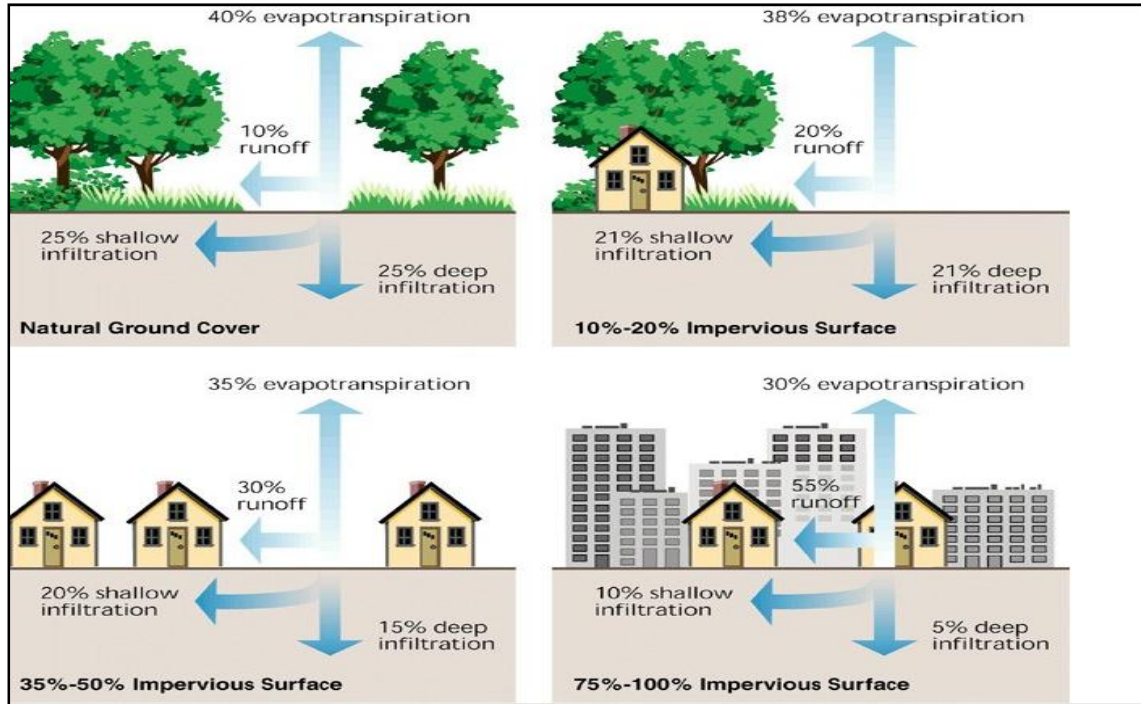 40% evapotranspiration
10%
runoff
25% shallow
infiltration
25% deep
infiltration
Natural Ground Cover
38% evapotranspiration
20%
runoff
21% shallow
infiltration
21% deep
infiltration
10%-20% Impervious Surface
35% evapotranspiration
30%
runoff
20% shallow
infiltration
15% deep
infiltration
35%-50% Impervious Surface
30% evapotranspiration
55%
runoff
10% shallow
infiltration
5% deep
infiltration
75%-100% Impervious Surface